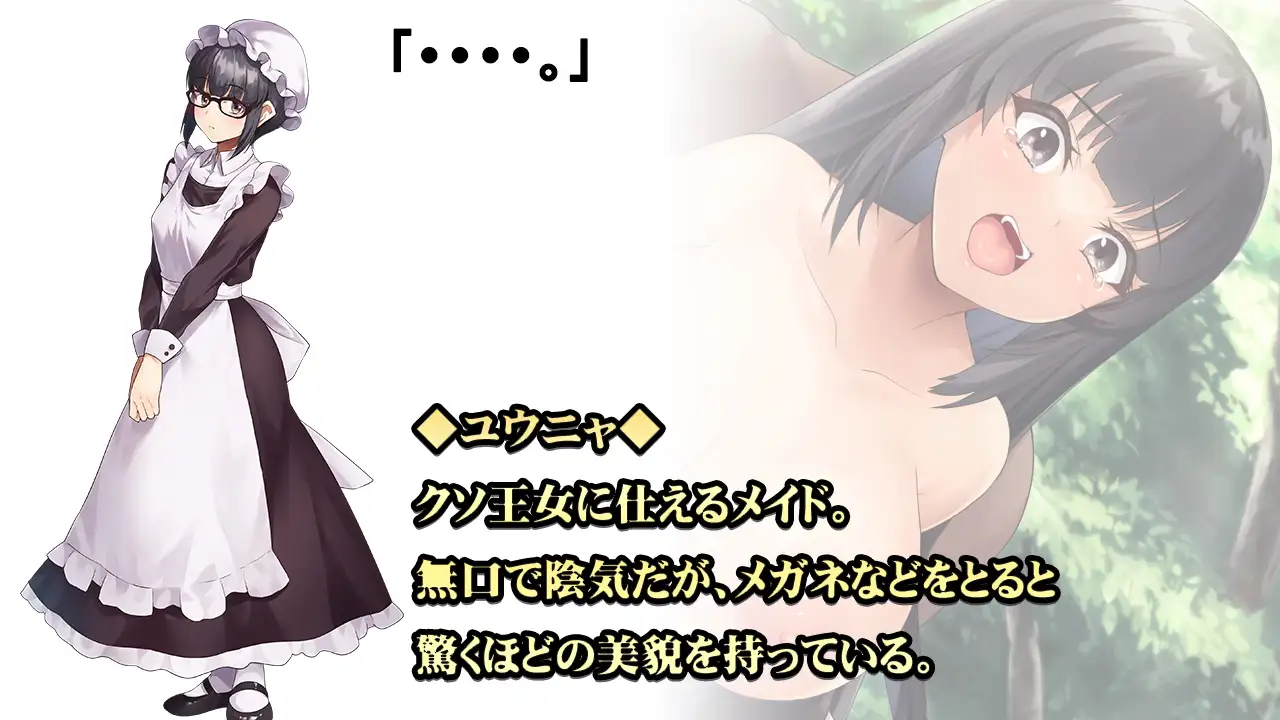 「・・・・。」
◆ユウニャ◆
クソ王女に仕えるメイド。
無口で陰気だが、メガネなどをとると
驚くほどの美貌を持っている。